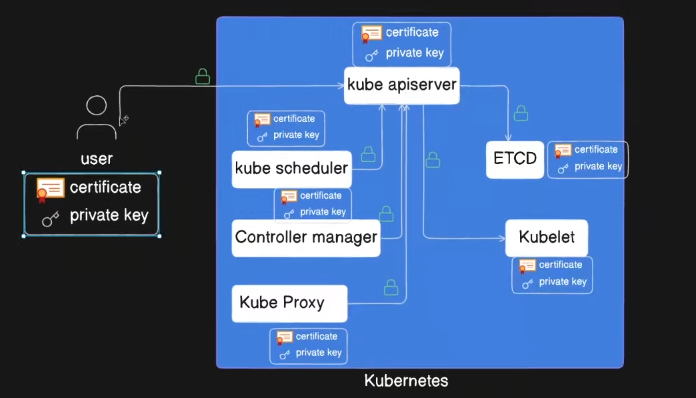 certificate
private key
kube apiserver
user
certificate
private key
certificate
private key
kube scheduler
certificate
private key
Controller manager
Kube Proxy
certificate
private key
ETCD
certificate
private key
Kubelet
certificate
private key
Kubernetes